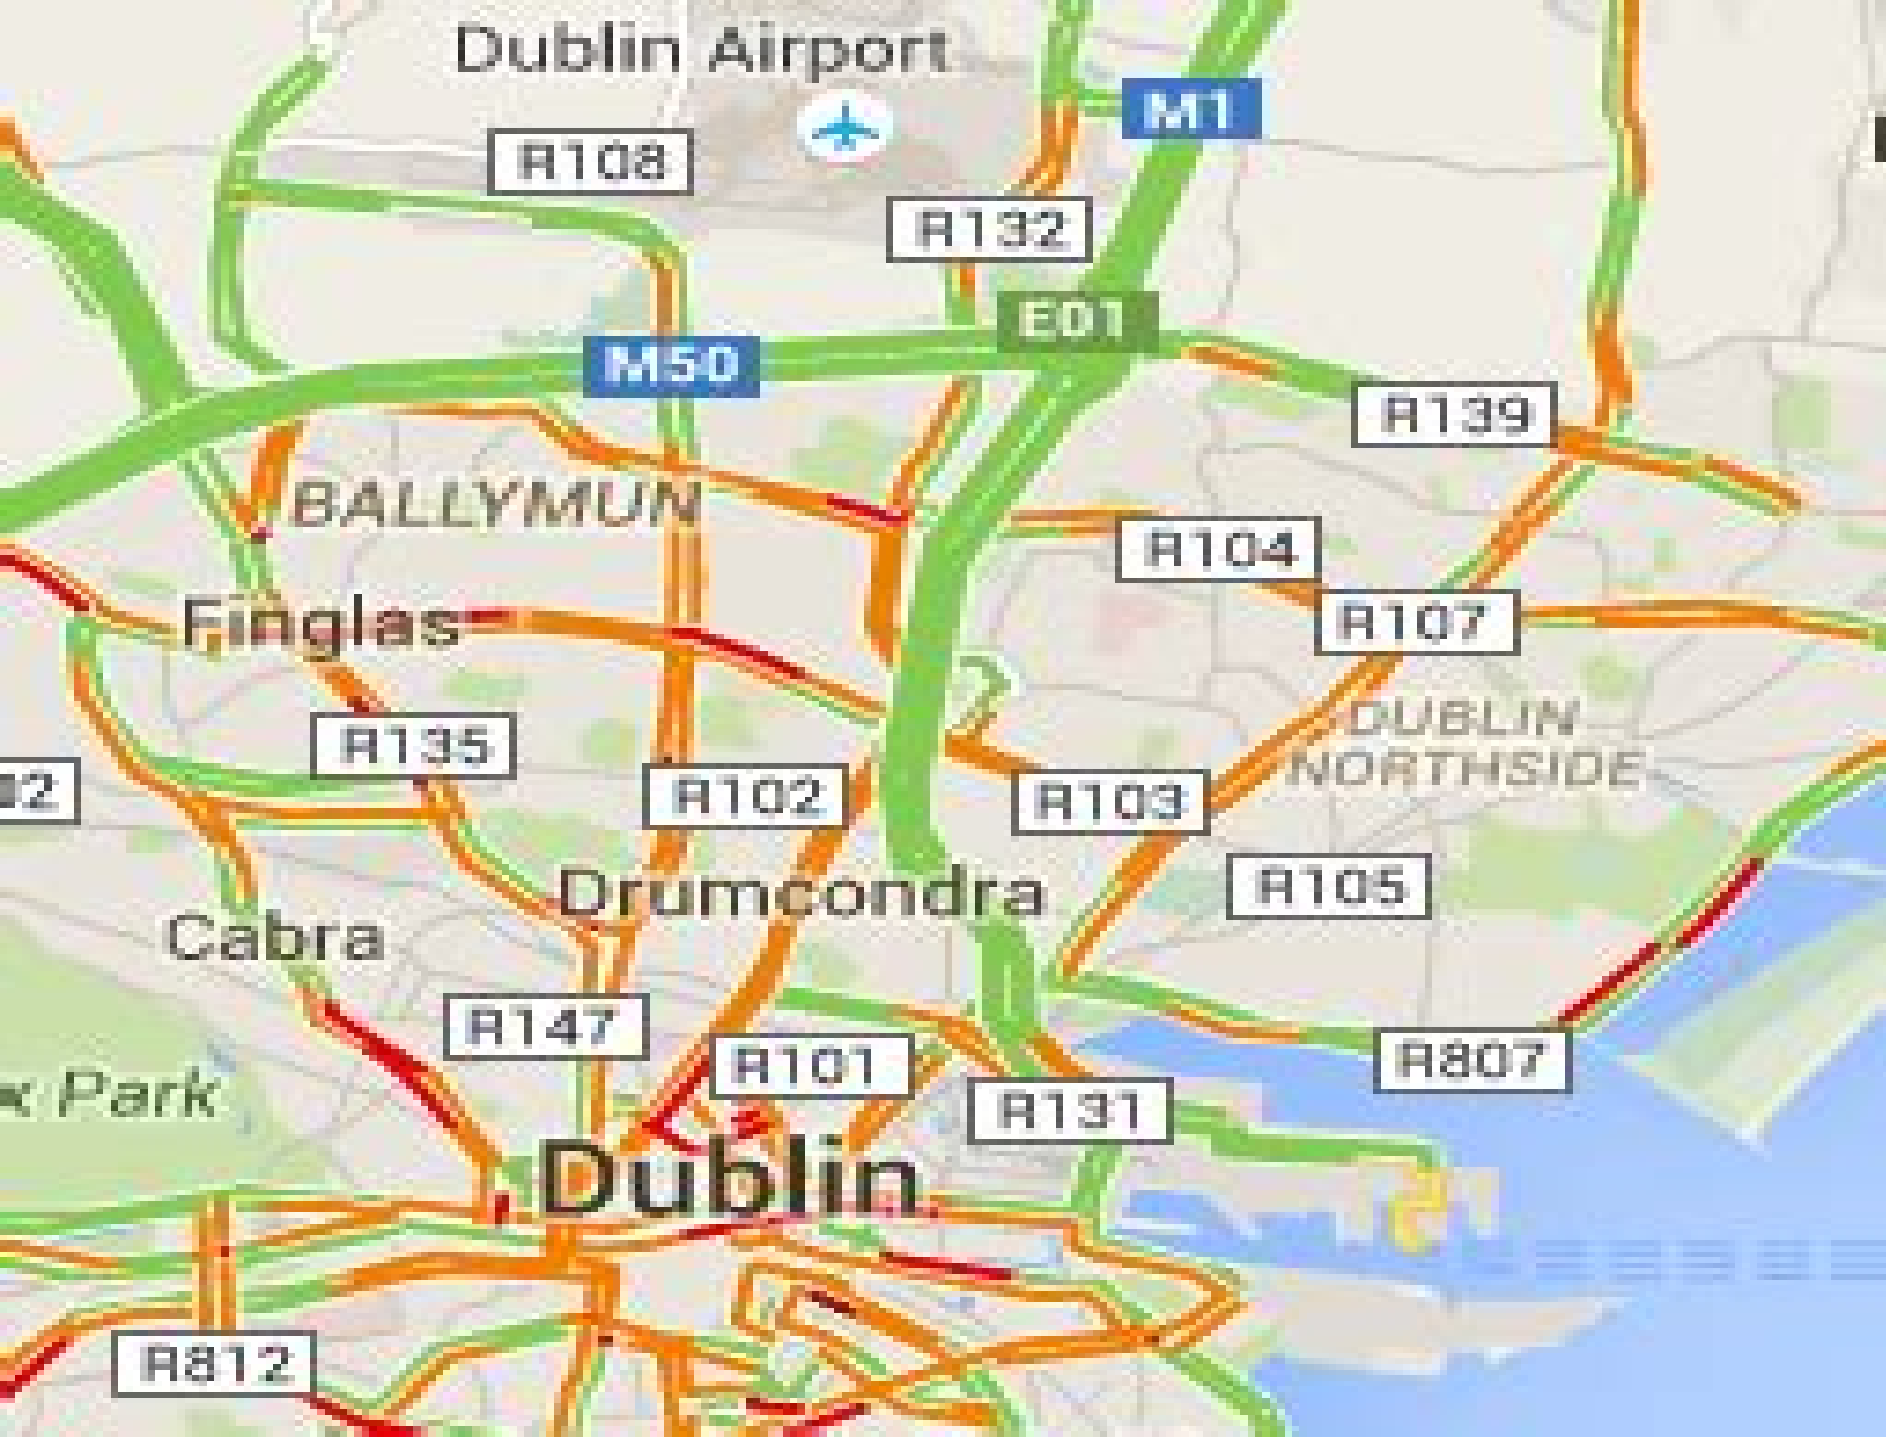 Dublin Airport
M1
R108
R132
E01
M50
R139
BALLYMUN
R104
Finglas
R107
R135
DUBLIN
NORTHSIDE
R102
R103
Drumcondra
R105
Cabra
R147
R101
R807
Park
R131
Dublin
R812